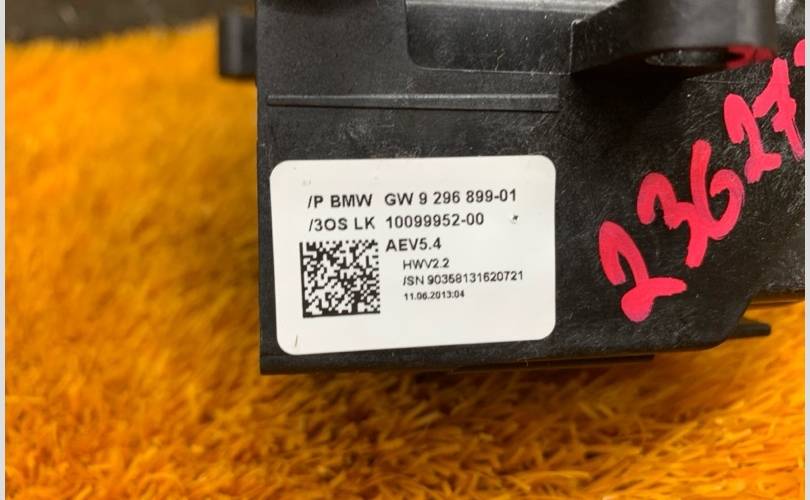 /P BMW GW 9 296 899-01
/3OS LK 10099952-00
AEV5.4
HWV2.2
/SN 90358131620721
11.06.2013:04
23627